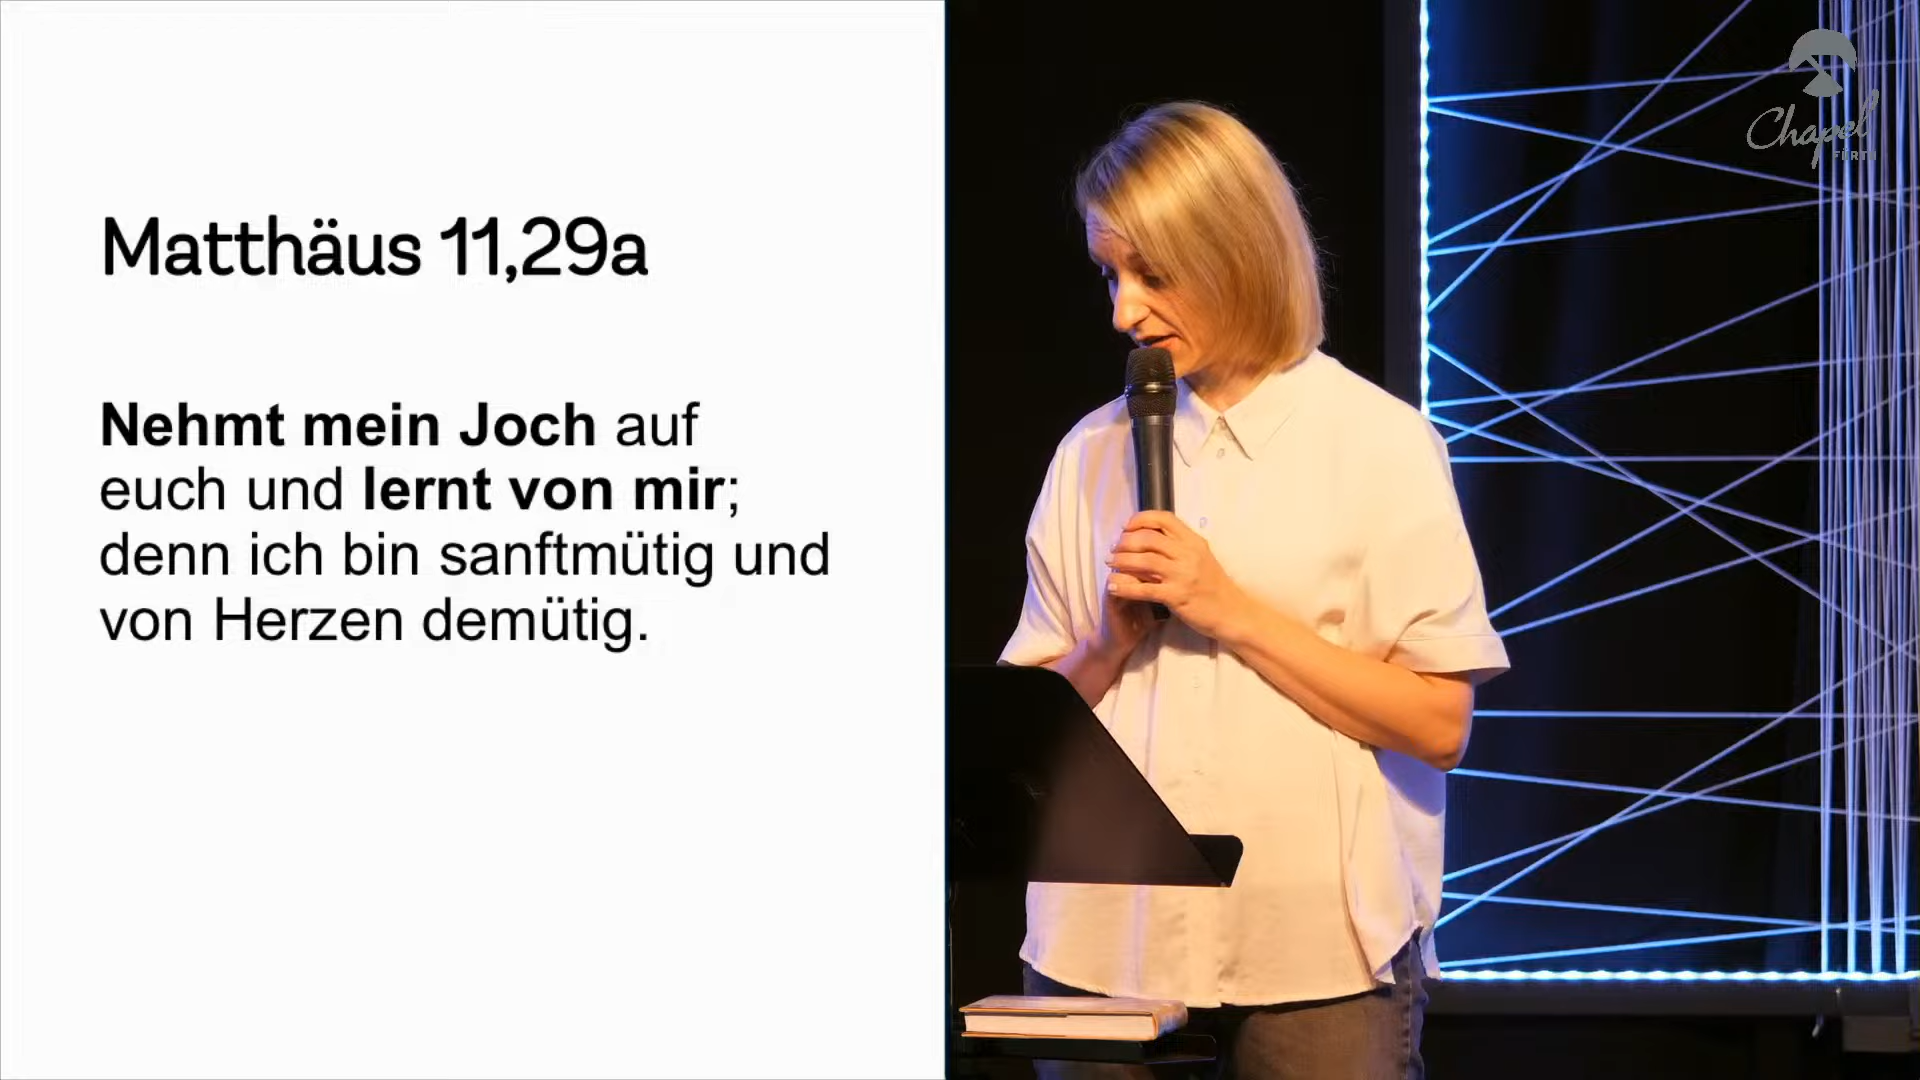 Matthäus 11,29a
Nehmt mein Joch auf
euch und lernt von mir;
denn ich bin sanftmütig und
von Herzen demütig.
Chapel
FÜRTH